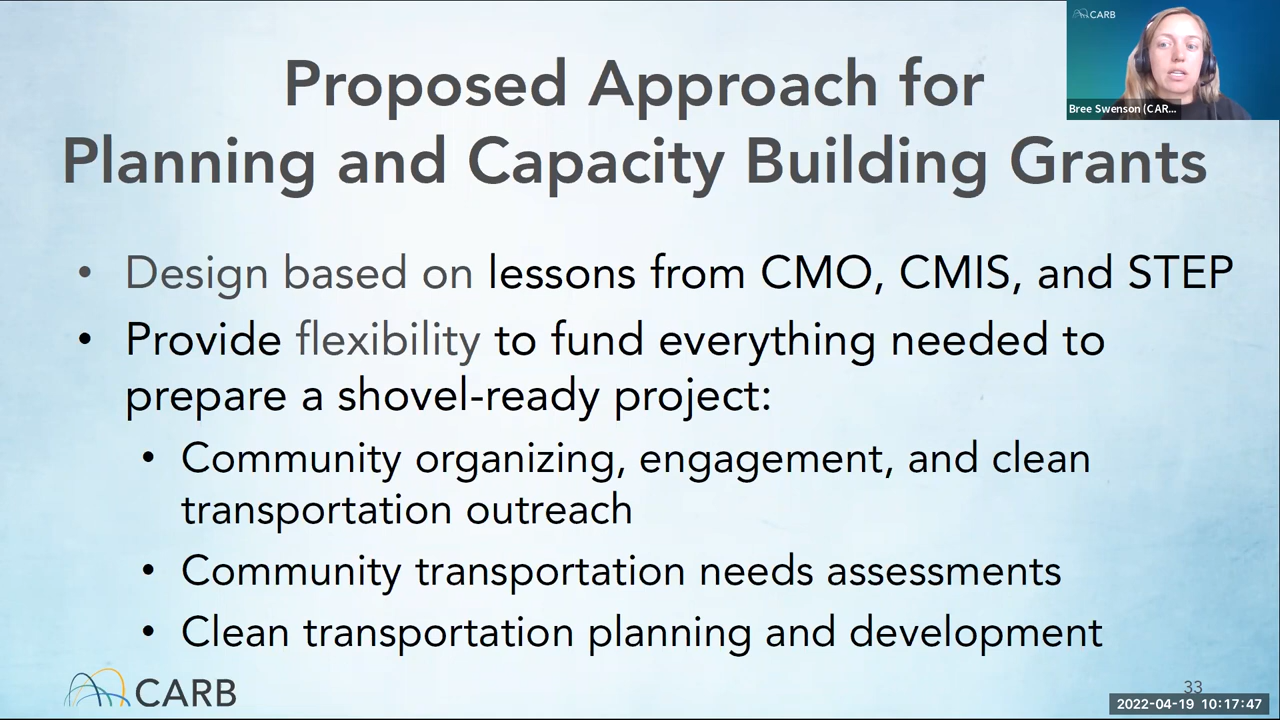 CARB
Bree Swenson (CAR...
Proposed Approach for
Planning and Capacity Building Grants
• Design based on lessons from CMO, CMIS, and STEP
• Provide flexibility to fund everything needed to
prepare a shovel-ready project:
• Community organizing, engagement, and clean
transportation outreach
• Community transportation needs assessments
• Clean transportation planning and development
CARB
33
2022-04-19 10:17:47